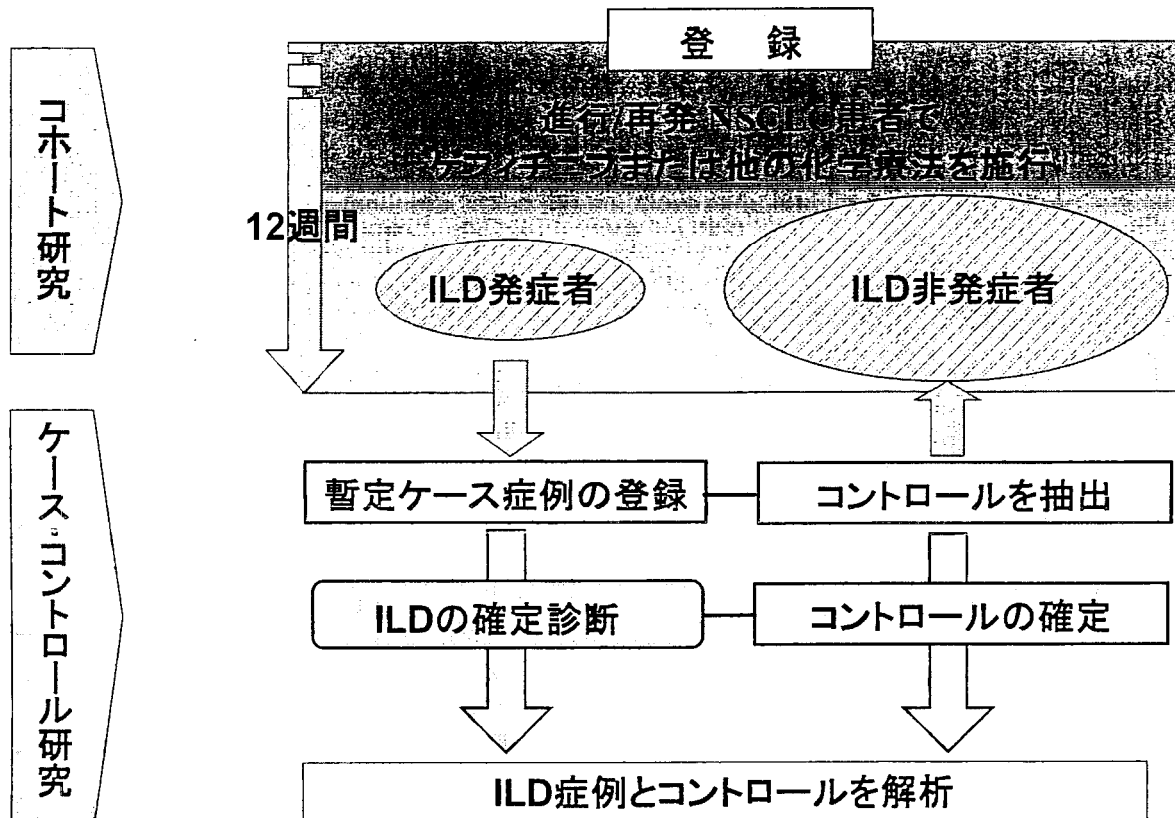 登 録
コホート研究
進行/再発 NSCLC患者で
ゲフィチニブまたは他の化学療法を施行
12週間
ILD発症者
ILD非発症者
ケース・コントロール研究
暫定ケース症例の登録
コントロールを抽出
ILDの確定診断
コントロールの確定
ILD症例とコントロールを解析